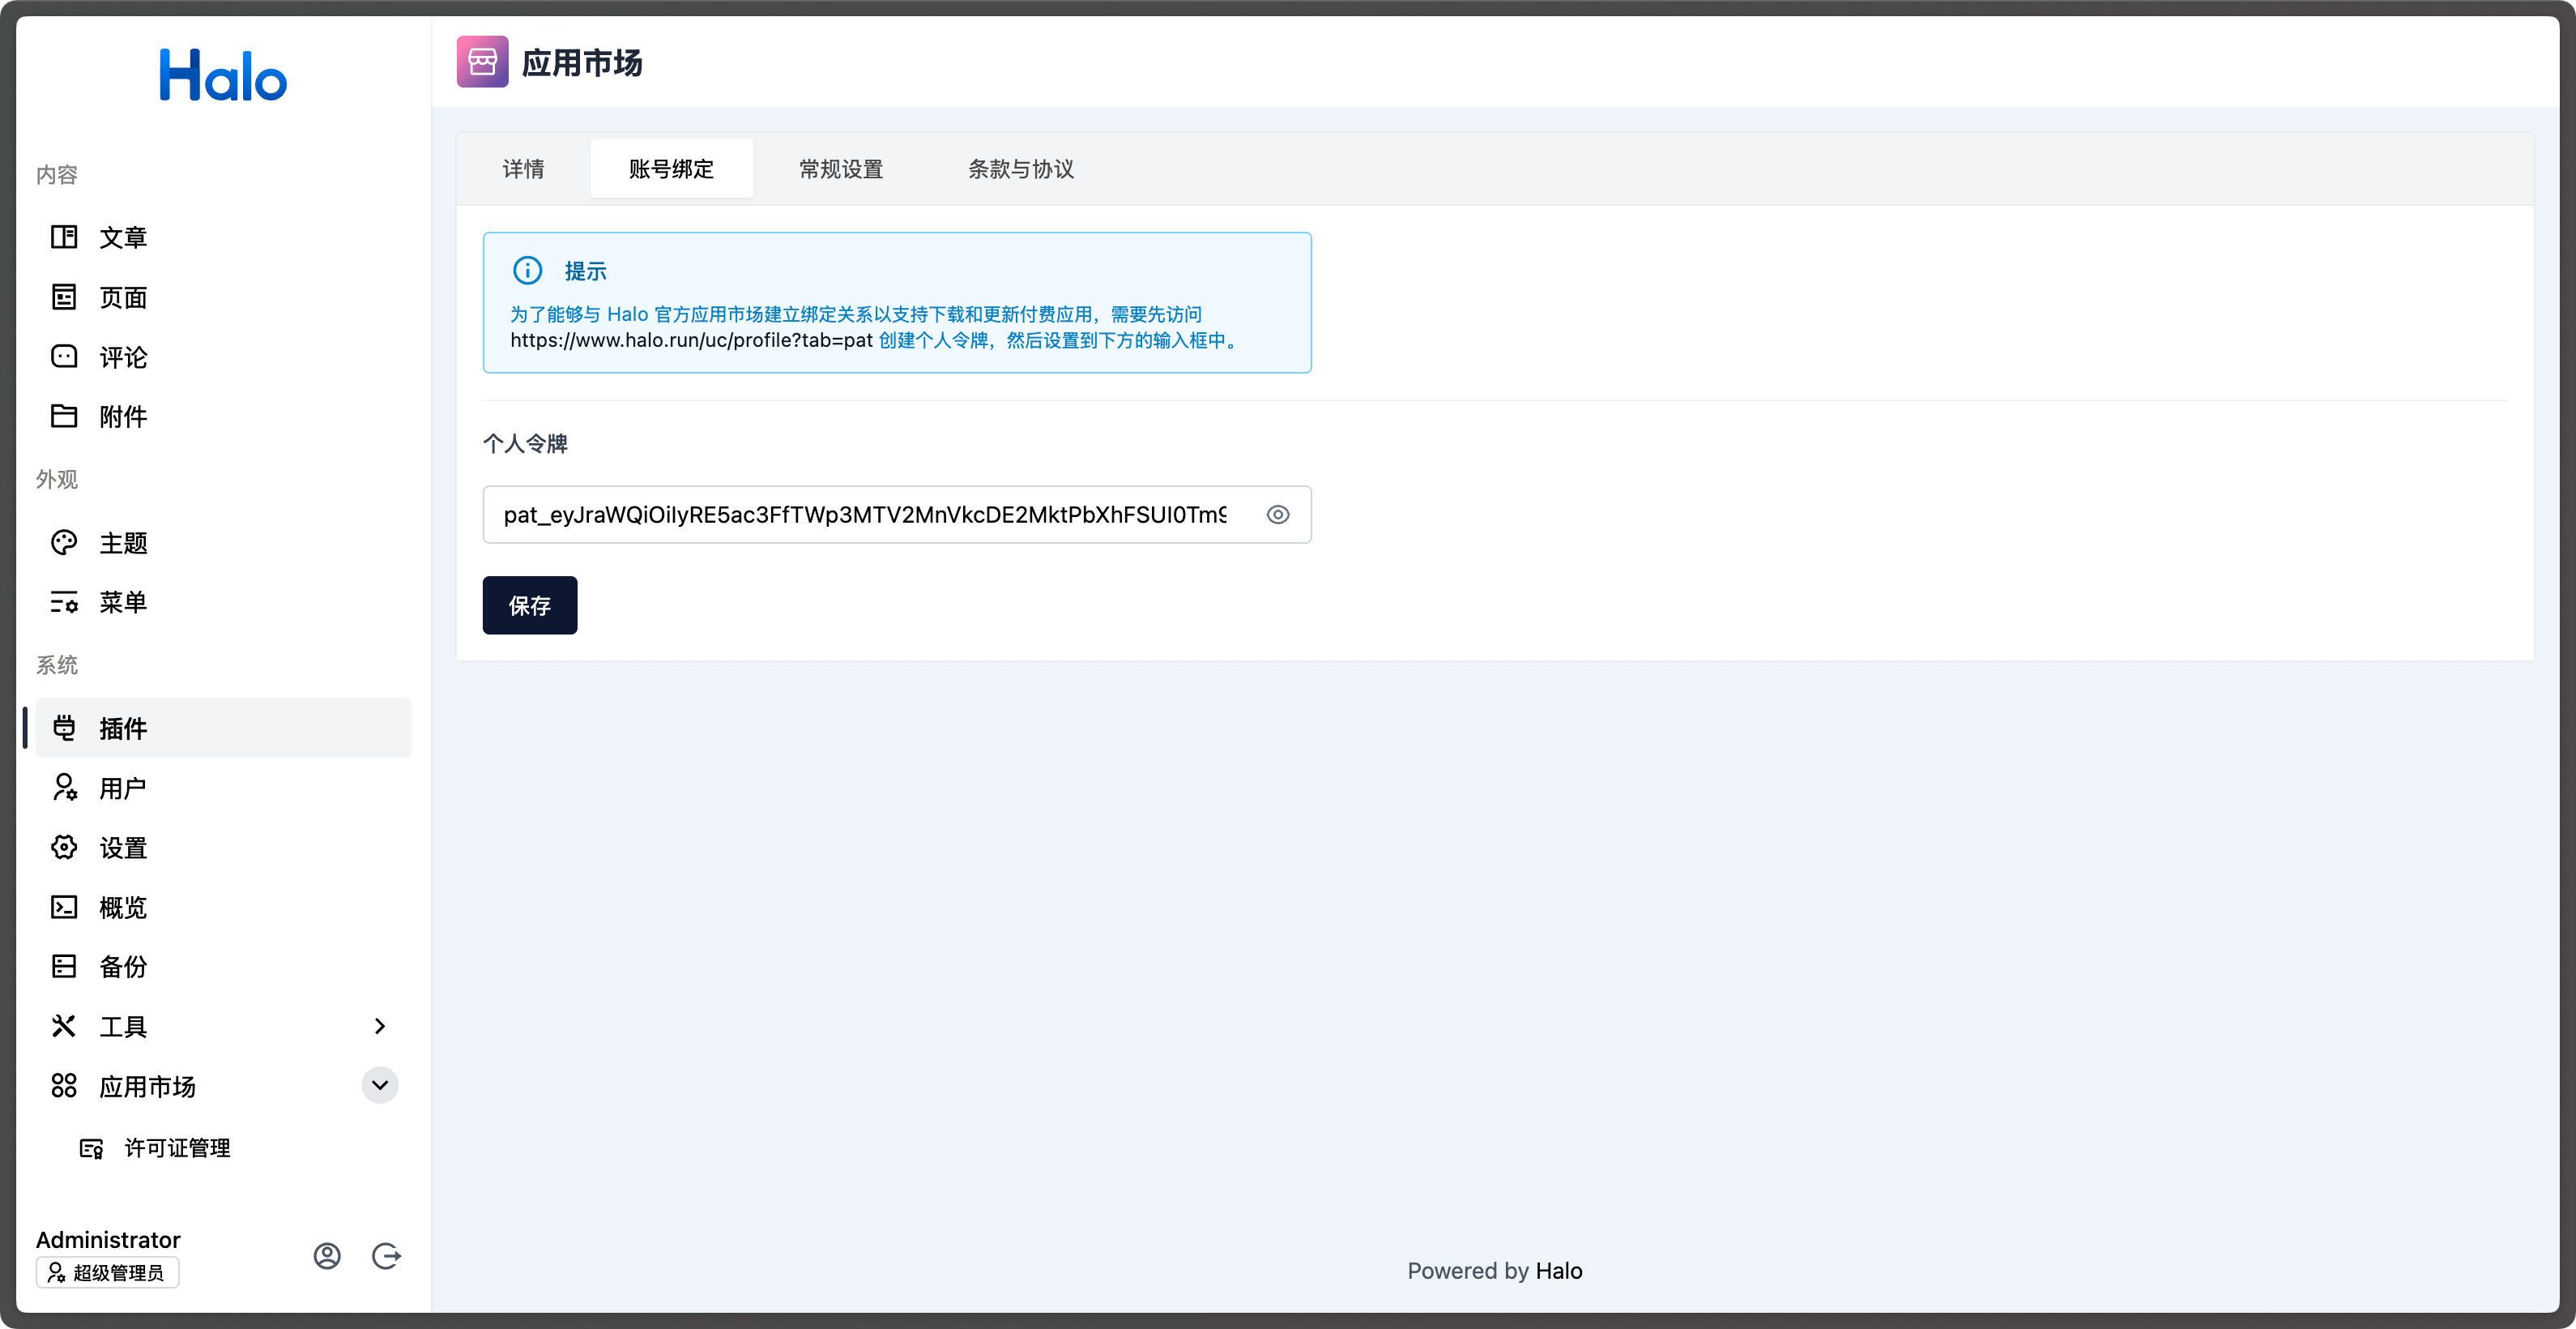 Halo
内容
文章
页面
评论
附件
外观
主题
菜单
系统
插件
用户
设置
概览
备份
工具
应用市场
许可证管理
Administrator
超级管理员
应用市场
详情
账号绑定
常规设置
条款与协议
提示
为了能够与 Halo 官方应用市场建立绑定关系以支持下载和更新付费应用，需要先访问
https://www.halo.run/uc/profile?tab=pat 创建个人令牌，然后设置到下方的输入框中。
个人令牌
pat_eyJraWQiOiIyRE5ac3FfTWp3MTV2MnVkcDE2MktPbXhFSUI0Tm9
保存
Powered by Halo